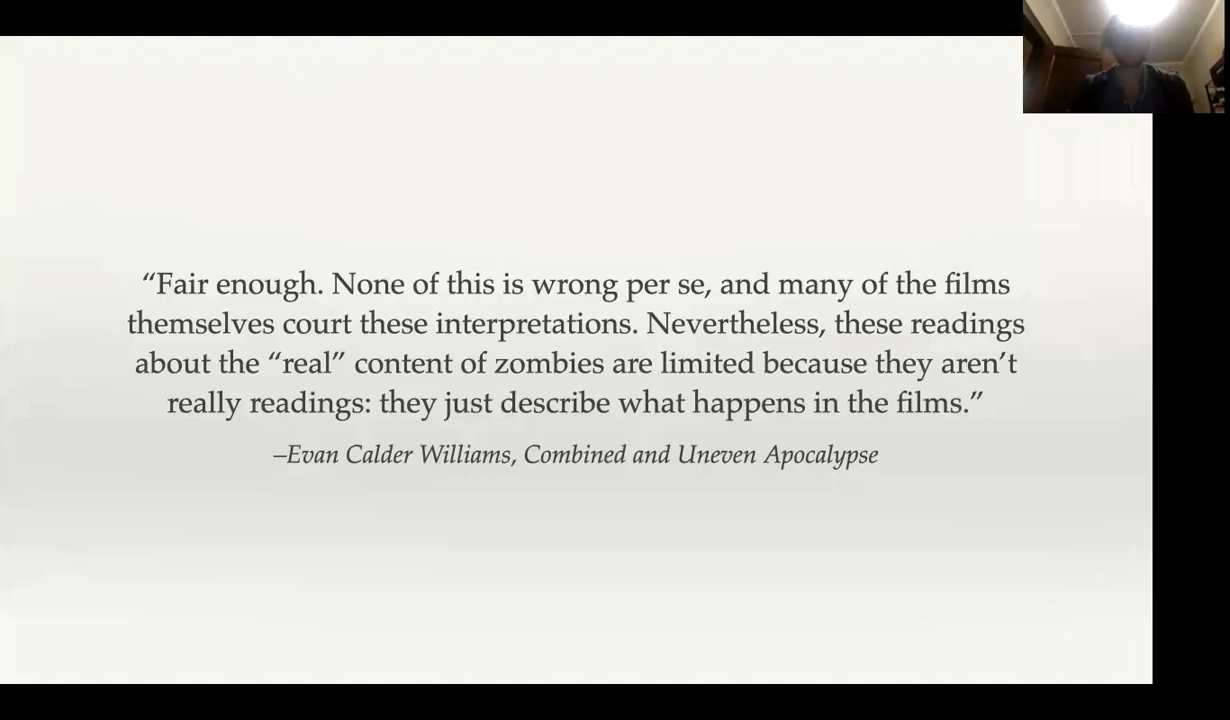 “Fair enough. None of this is wrong per se, and many of the films
themselves court these interpretations. Nevertheless, these readings
about the “real” content of zombies are limited because they aren’t
really readings: they just describe what happens in the films.”
–Evan Calder Williams, Combined and Uneven Apocalypse